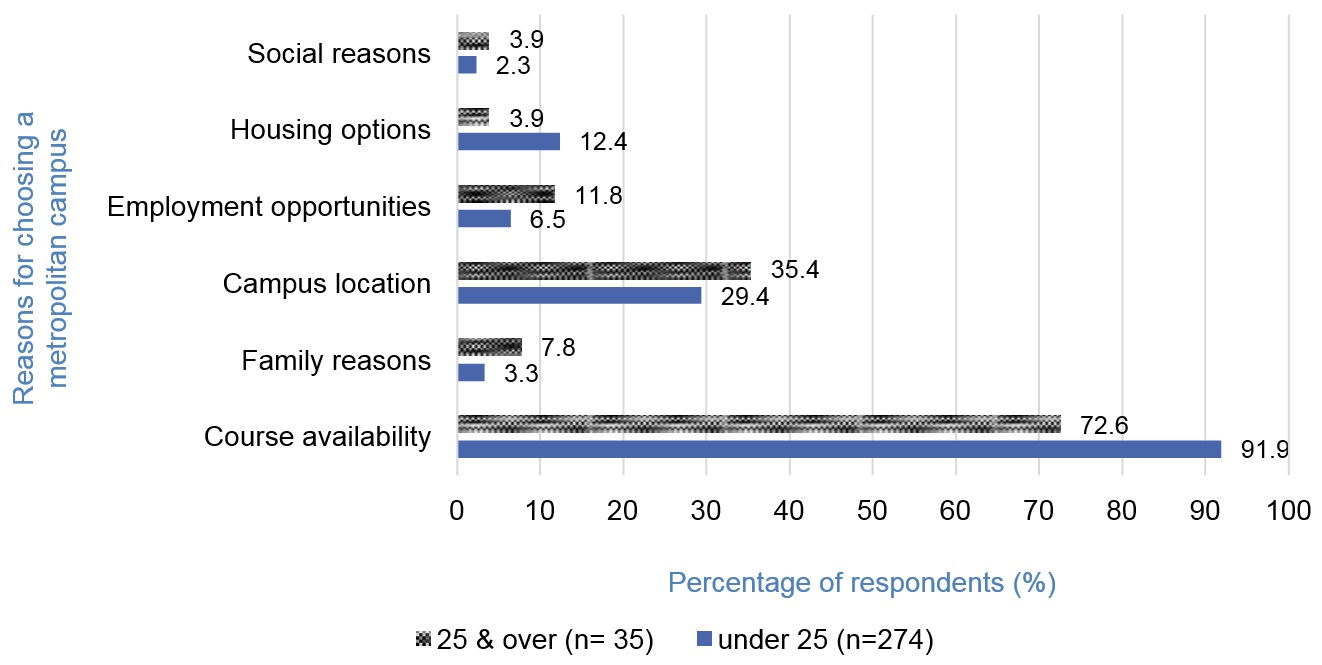 Reasons for choosing a
metropolitan campus
Social reasons
3.9
2.3
Housing options
3.9
12.4
Employment opportunities
11.8
6.5
Campus location
35.4
29.4
Family reasons
7.8
3.3
Course availability
72.6
91.9
0 10 20 30 40 50 60 70 80 90 100
Percentage of respondents (%)
25 & over (n= 35) under 25 (n=274)